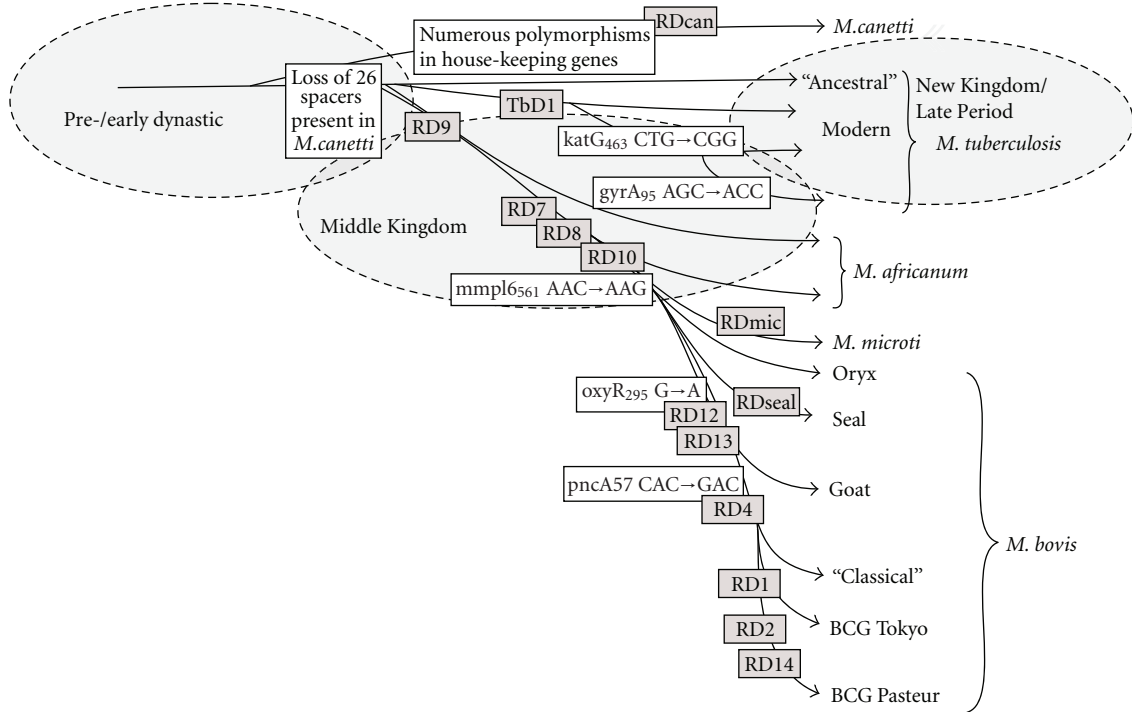 RDcan
M.canetti
Numerous polymorphisms
in house-keeping genes
Loss of 26
spacers
present in
M.canetti
Pre-/early dynastic
"Ancestral"
New Kingdom/
Late Period
TbD1
RD9
Modern
M. tuberculosis
katG463 CTG→CGG
gyrA95 AGC→ACC
Middle Kingdom
RD7
RD8
RD10
M. africanum
mmpl6561 AAC→AAG
RDmic
M. microti
Oryx
oxyR295 G→A
RDseal
Seal
RD12
RD13
pncA57 CAC→GAC
Goat
RD4
M. bovis
"Classical"
RD1
BCG Tokyo
RD2
RD14
BCG Pasteur